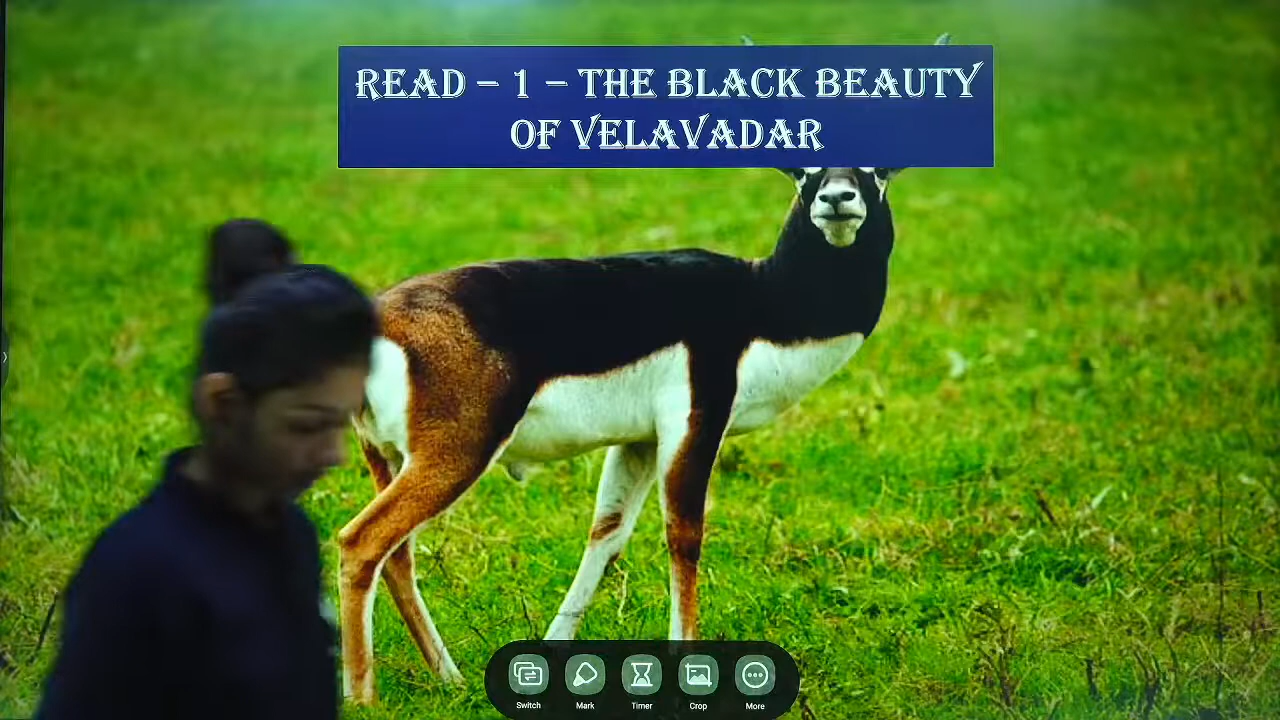 READ – 1 – THE BLACK BEAUTY
OF VELAVADAR
Switch Mark Timer Crop More